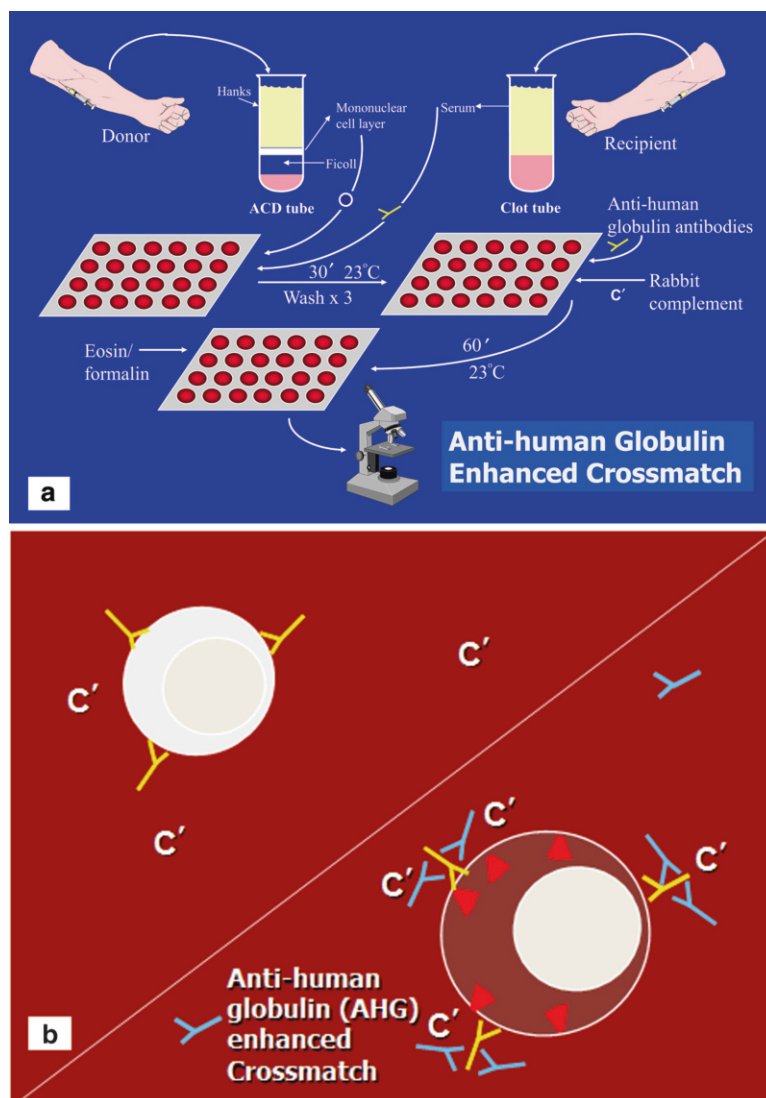 Donor
Hanks
Mononuclear
cell layer
Ficoll
ACD tube
Serum
Clot tube
Recipient
Anti-human
globulin antibodies
30′ 23°C
Wash x 3
C′
Rabbit
complement
Eosin/
formalin
60′
23°C
Anti-human Globulin
Enhanced Crossmatch
a
C′
C′
C′
C′
C′
C′
C′
Anti-human
globulin (AHG)
enhanced
Crossmatch
b